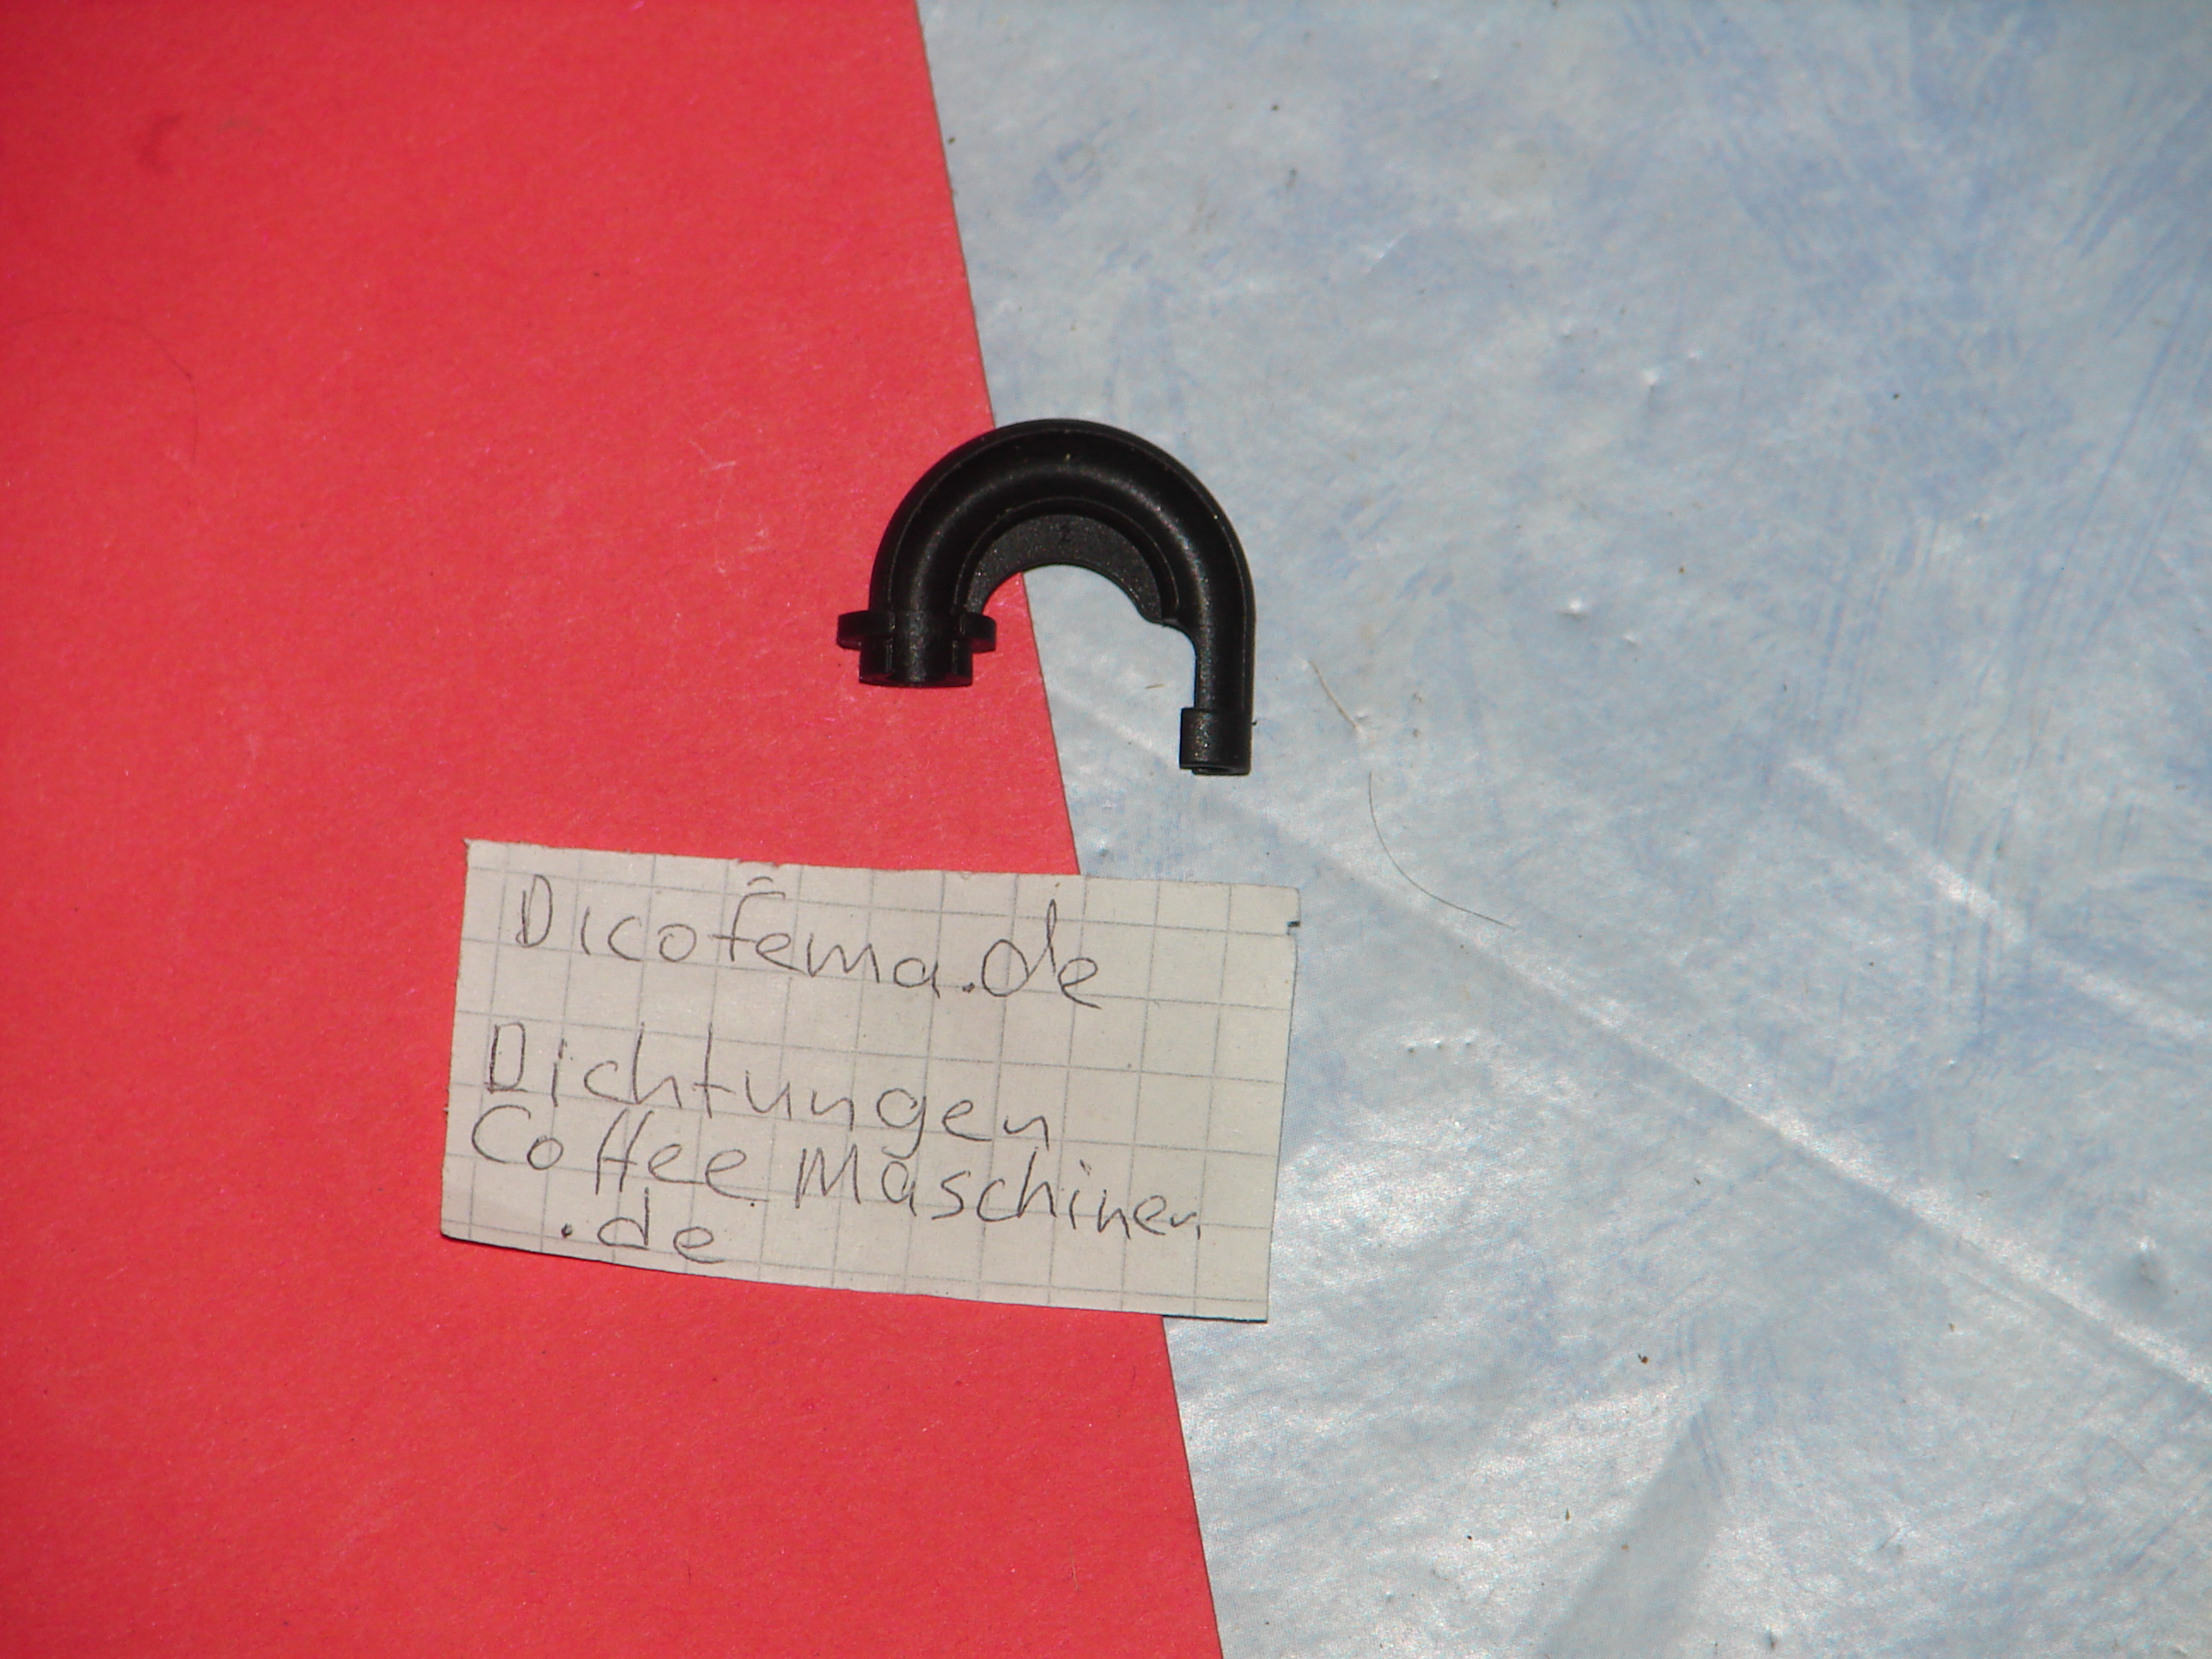 Dicofema.de
Dichtungen
Coffee Maschinen
.de